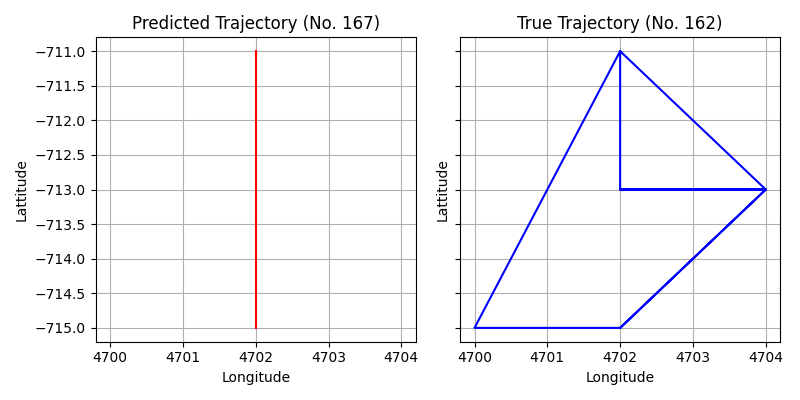 Predicted Trajectory (No. 167)
True Trajectory (No. 162)
−711.0
−711.5
−712.0
−712.5
−713.0
−713.5
−714.0
−714.5
−715.0
Lattitude
Lattitude
4700 4701 4702 4703 4704
4700 4701 4702 4703 4704
Longitude
Longitude